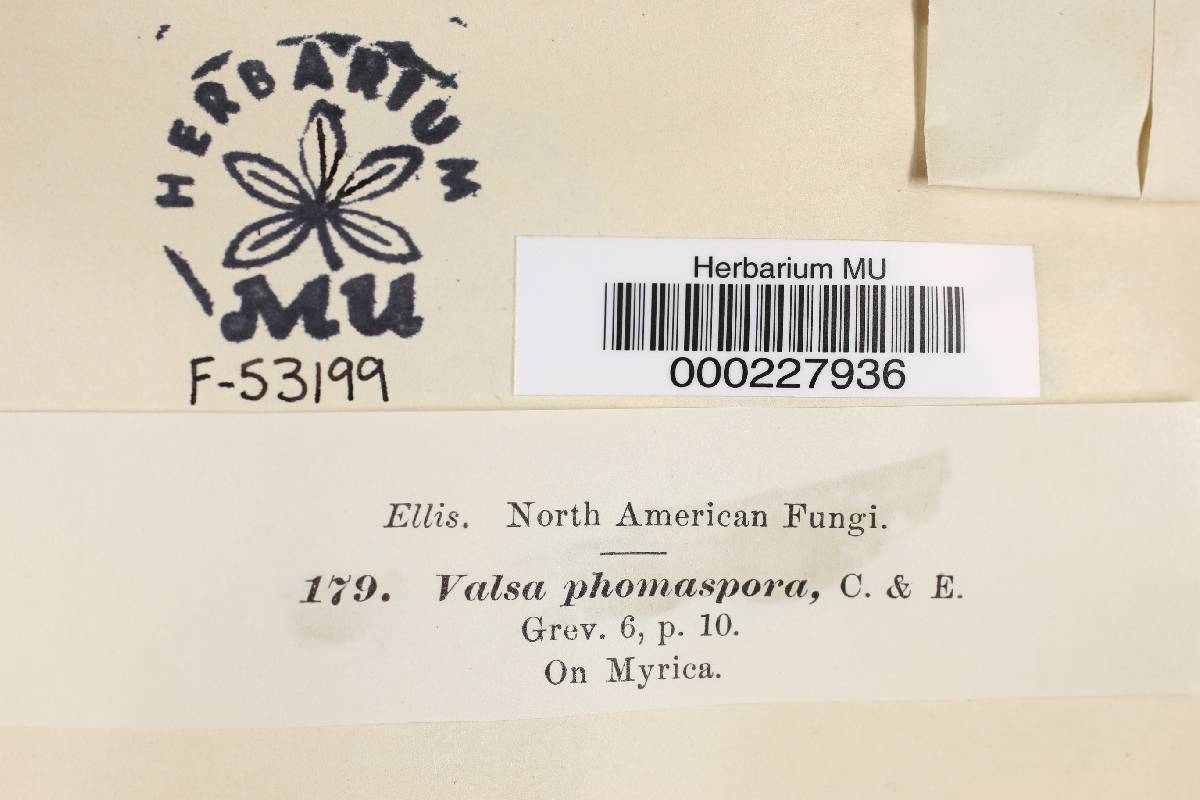 HERBARIUM
MU
F-53199
Herbarium MU
000227936
Ellis. North American Fungi.
179. Valsa phomaspora, C. & E.
Grev. 6, p. 10.
On Myrica.